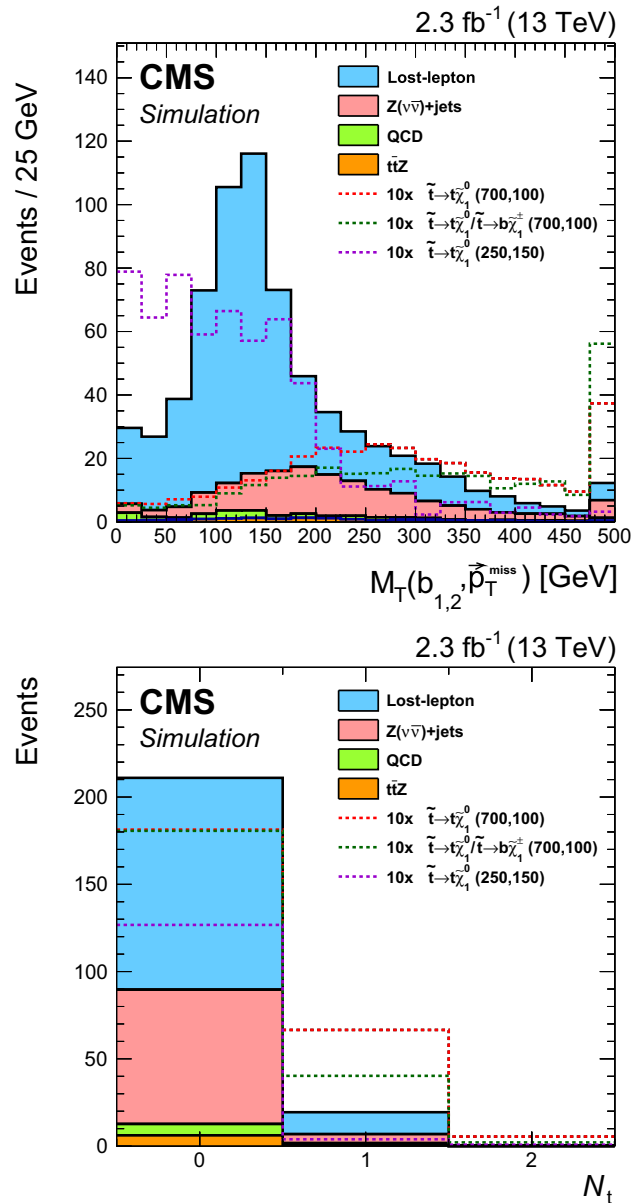 2.3 fb⁻¹ (13 TeV)
CMS
Simulation
Lost-lepton
Z(νν̄)+jets
QCD
tt̄Z
10x t̃→tχ̃₁⁰ (700,100)
10x t̃→tχ̃₁⁰/t̃→bχ̃₁± (700,100)
10x t̃→tχ̃₁⁰ (250,150)
Events / 25 GeV
140
120
100
80
60
40
20
0
0 50 100 150 200 250 300 350 400 450 500
M_T(b₁,₂,p⃗_T^miss) [GeV]
2.3 fb⁻¹ (13 TeV)
CMS
Simulation
Lost-lepton
Z(νν̄)+jets
QCD
tt̄Z
10x t̃→tχ̃₁⁰ (700,100)
10x t̃→tχ̃₁⁰/t̃→bχ̃₁± (700,100)
10x t̃→tχ̃₁⁰ (250,150)
Events
250
200
150
100
50
0
0 1 2
N_t